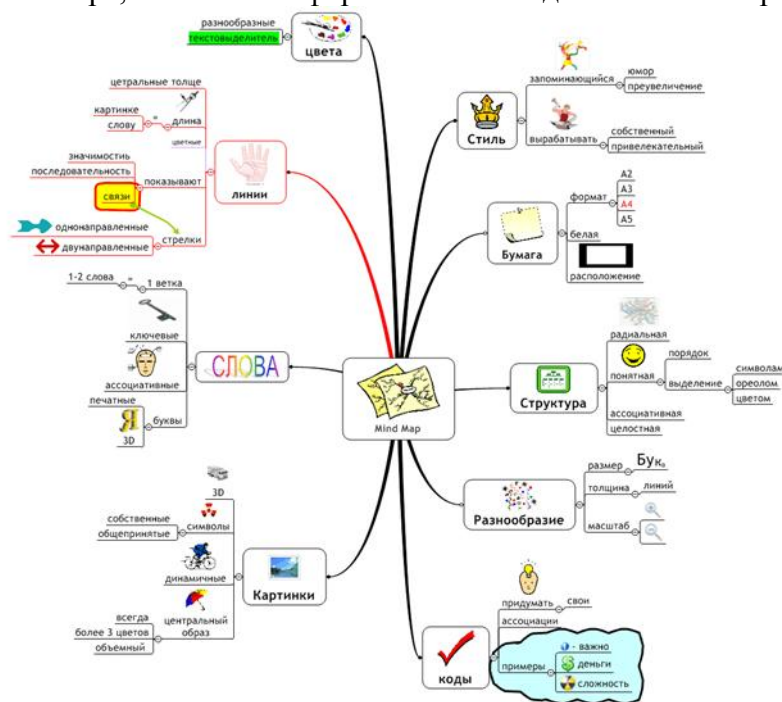 разнообразные
текстовыделитель
цвета
цетральные толще
картинке
слову
=
длина
цветные
значимостиь
последовательность
связи
показывают
однонаправленные
двунаправленные
стрелки
линии
1-2 слова
=
1 ветка
ключевые
ассоциативные
печатные
Я
3D
буквы
СЛОВА
3D
собственные
общепринятые
символы
динамичные
всегда
более 3 цветов
объемный
центральный
образ
Картинки
Mind Map
Стиль
запоминающийся
юмор
преувеличение
вырабатывать
собственный
привелекательный
Бумага
формат
A2
A3
A4
A5
белая
расположение
Структура
радиальная
понятная
порядок
выделение
символам
ореолом
цветом
ассоциативная
целостная
Разнообразие
размер
Букв
толщина
линий
масштаб
коды
придумать
свои
ассоциации
примеры
- важно
деньги
сложность